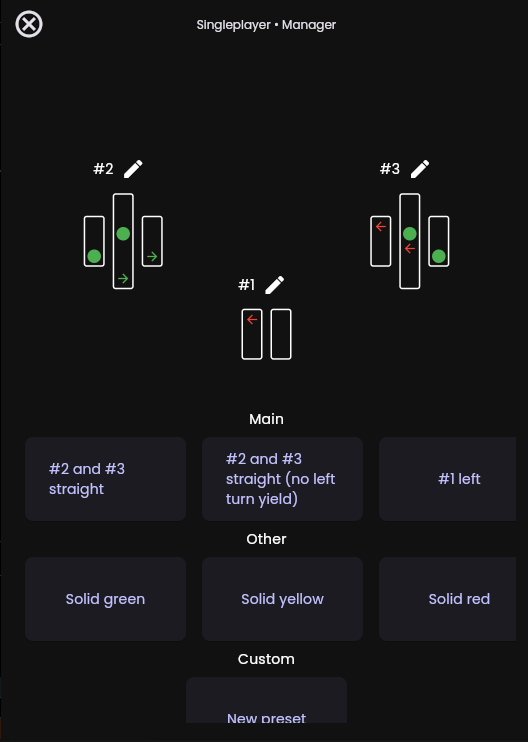 Singleplayer • Manager
#2
#3
#1
Main
#2 and #3
straight
#2 and #3
straight (no left
turn yield)
#1 left
Other
Solid green
Solid yellow
Solid red
Custom
New preset